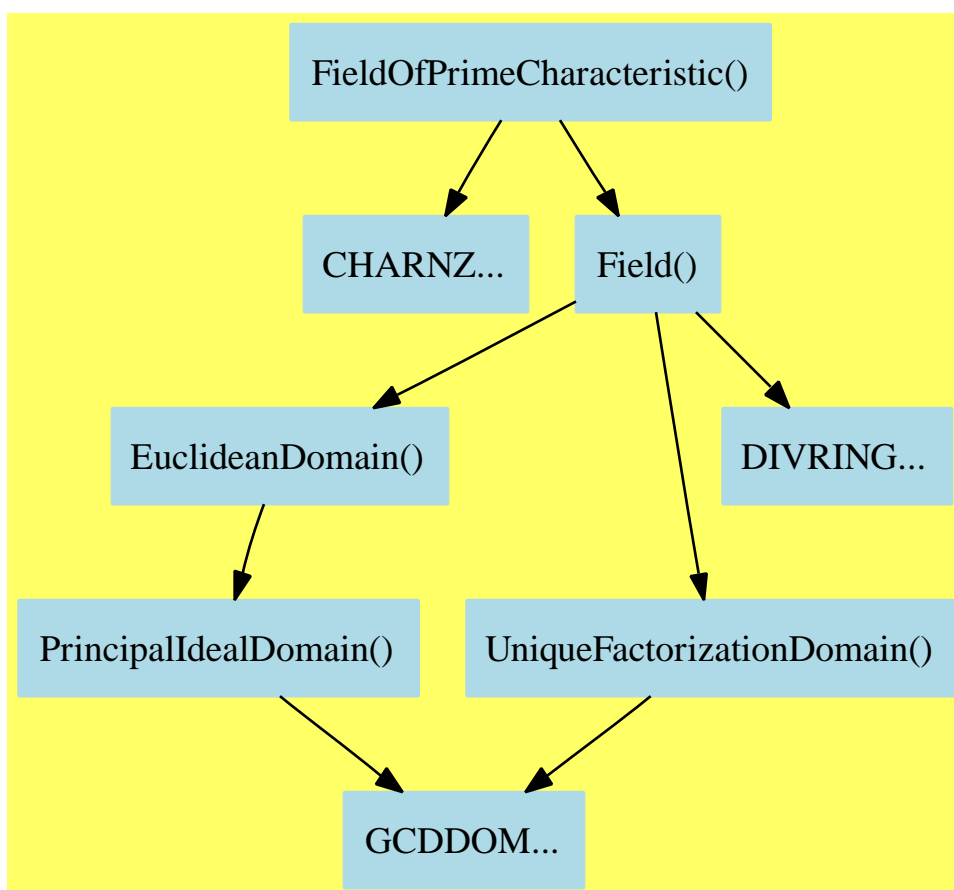 FieldOfPrimeCharacteristic()
CHARNZ...
Field()
EuclideanDomain()
DIVRING...
PrincipalIdealDomain()
UniqueFactorizationDomain()
GCDDOM...